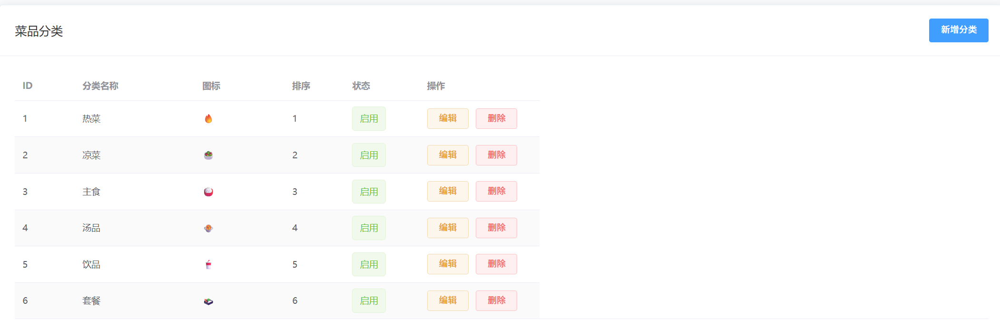 菜品分类 新增分类
ID 分类名称 图标 排序 状态 操作
1 热菜 🔥 1 启用 编辑 删除
2 凉菜 🥗 2 启用 编辑 删除
3 主食 🍚 3 启用 编辑 删除
4 汤品 🍲 4 启用 编辑 删除
5 饮品 🥤 5 启用 编辑 删除
6 套餐 🍱 6 启用 编辑 删除